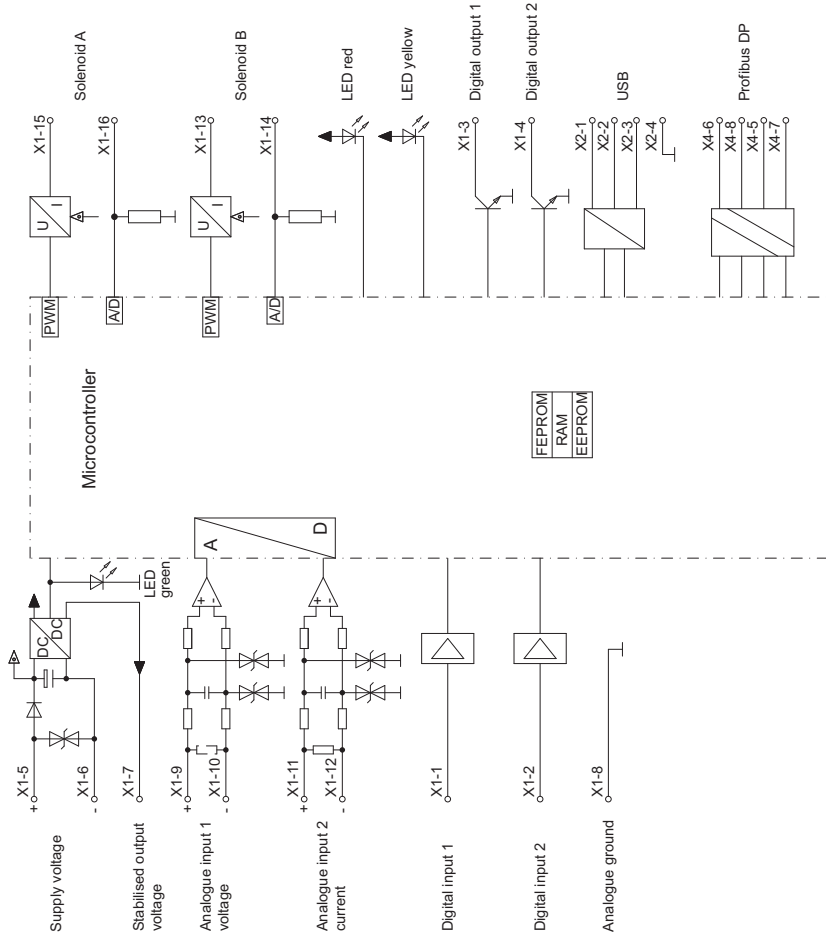 Supply voltage
+
X1-5
-
X1-6
DC
DC
LED
green
Stabilised output
voltage
X1-7
Analogue input 1
voltage
+
X1-9
-
X1-10
+
-
Analogue input 2
current
+
X1-11
-
X1-12
+
-
A
D
Digital input 1
X1-1
Digital input 2
X1-2
Analogue ground
X1-8
Microcontroller
FEPROM
RAM
EEPROM
PWM
U
I
X1-15
Solenoid A
A/D
X1-16
PWM
U
I
X1-13
Solenoid B
A/D
X1-14
LED red
LED yellow
X1-3
Digital output 1
X1-4
Digital output 2
X2-1
X2-2
X2-3
X2-4
USB
X4-6
X4-8
X4-5
X4-7
Profibus DP